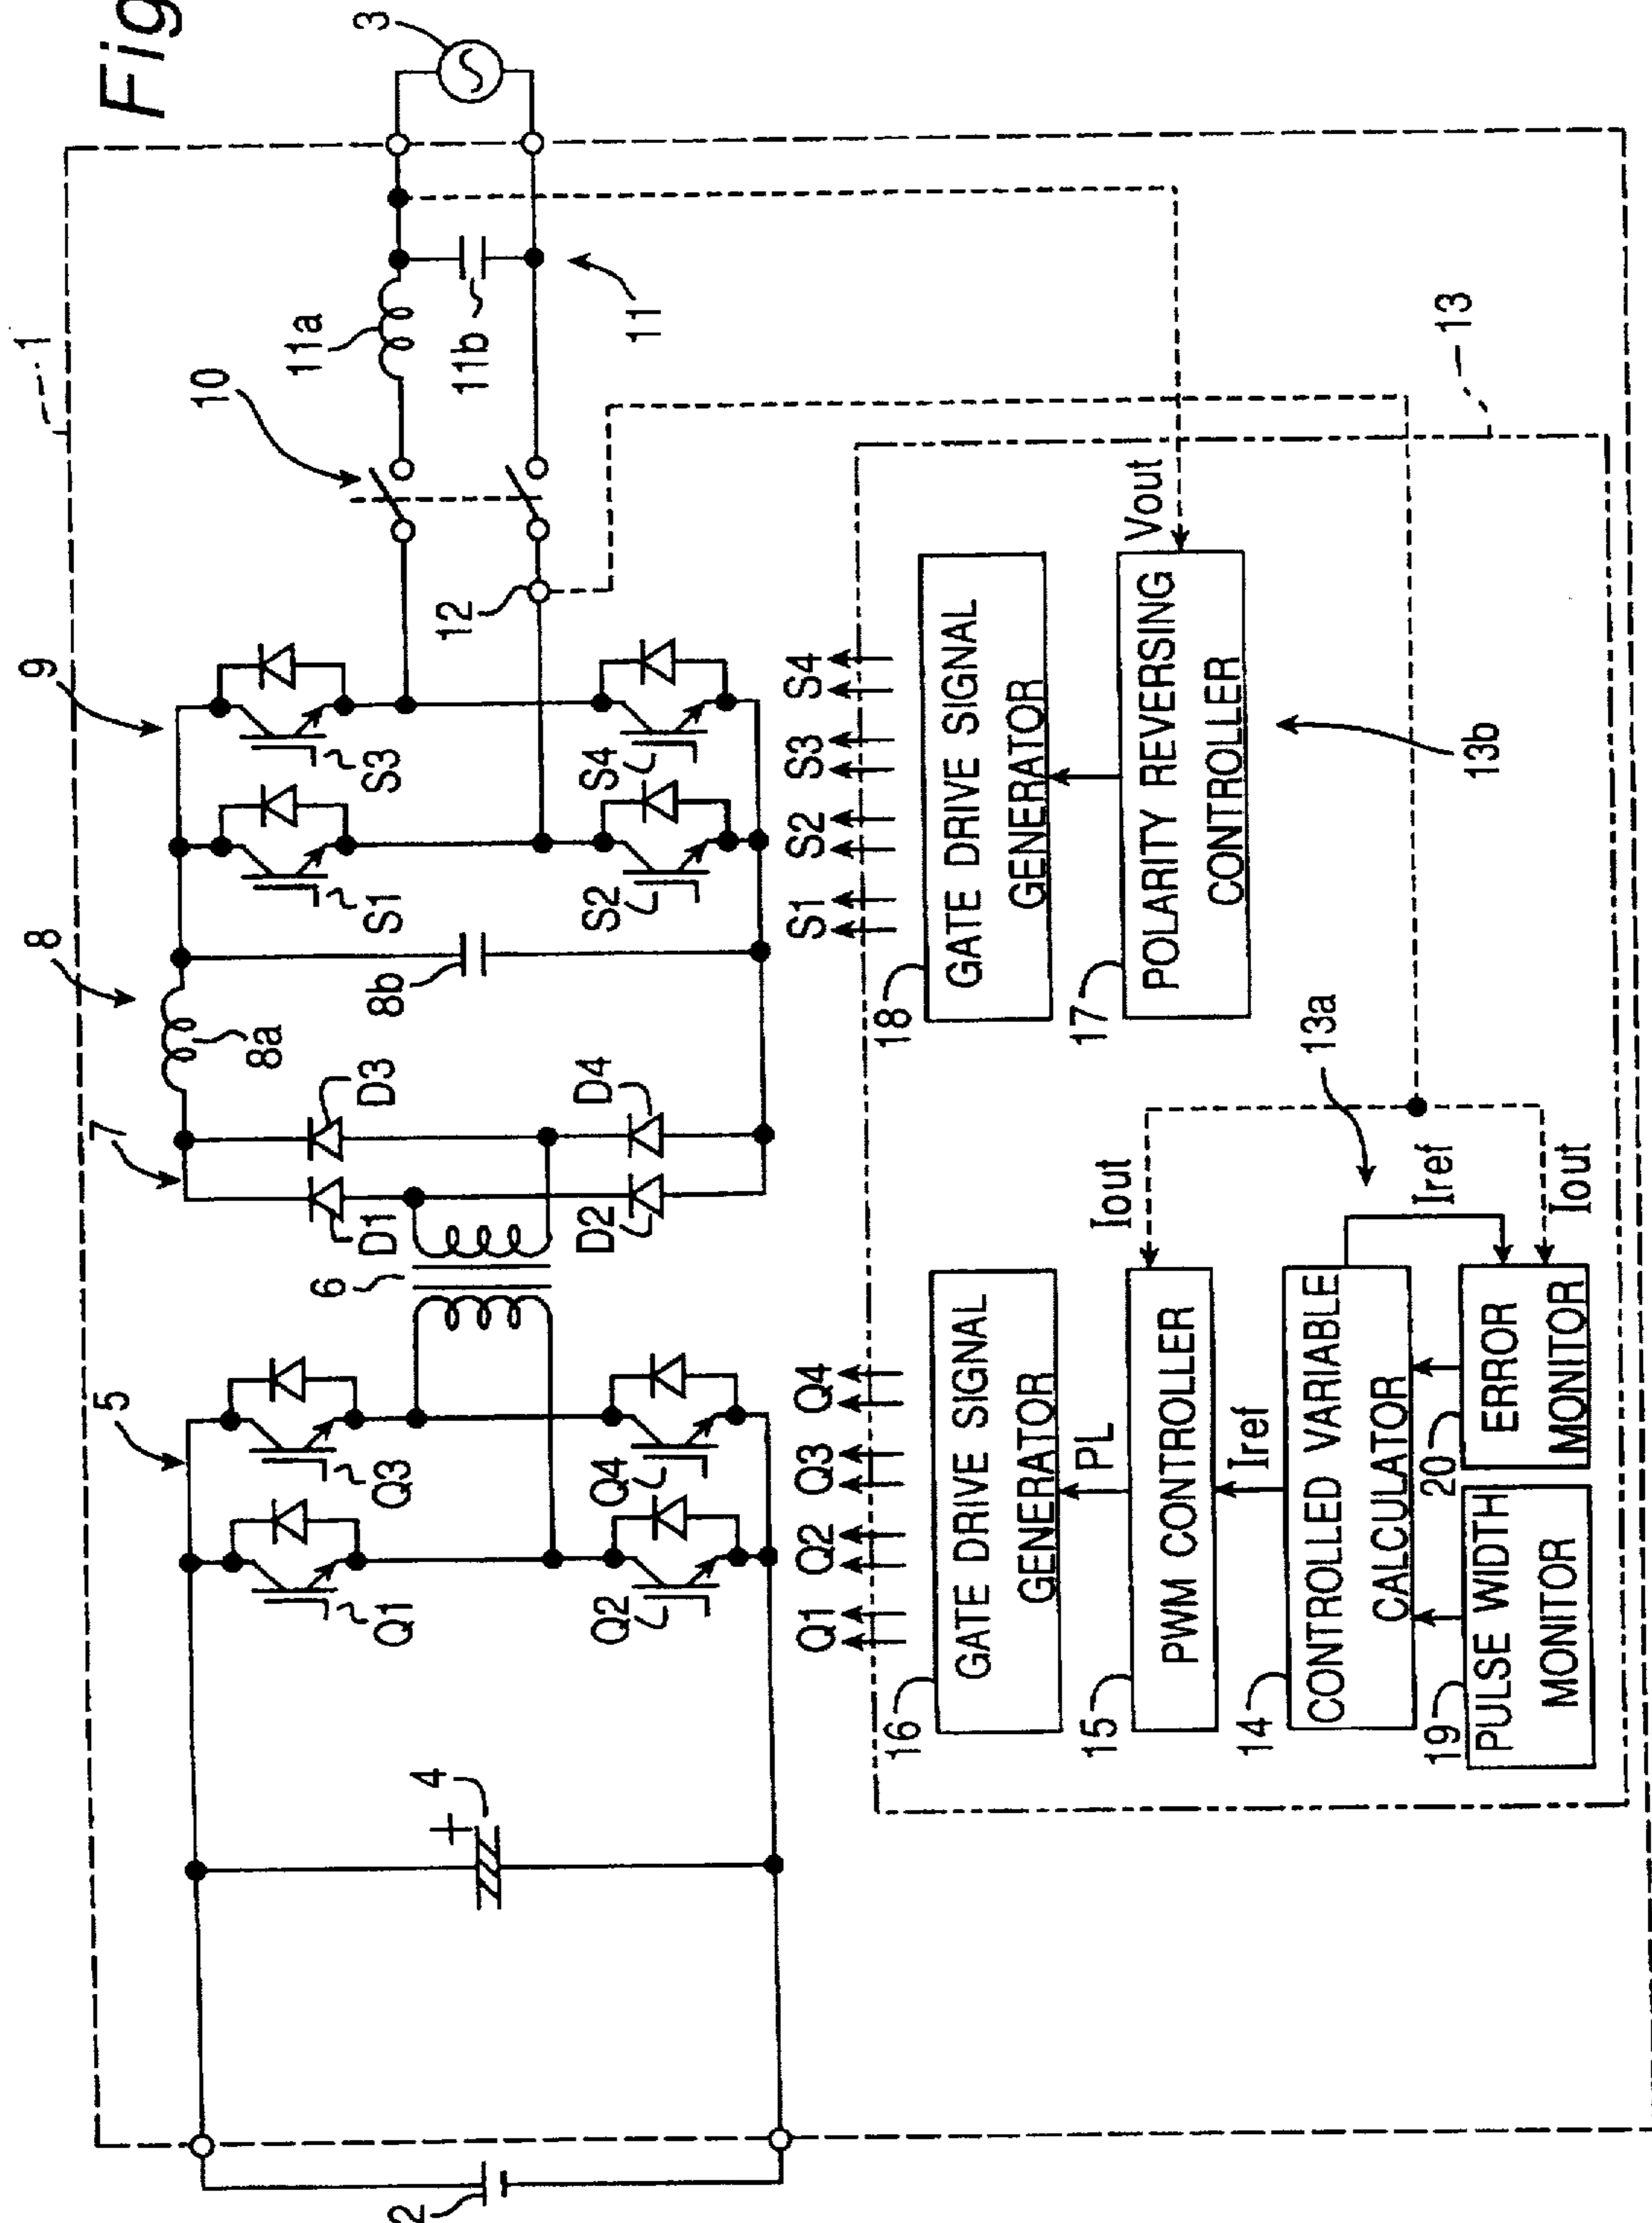 Fig
1
3
10
11a
11b
11
12
9
S3
S1
S4
S2
8
8a
8b
7
D3
D1
D4
D2
6
5
Q3
Q1
Q4
Q2
4
+
2
13
Q1 Q2 Q3 Q4
S1 S2 S3 S4
16
GATE DRIVE SIGNAL
GENERATOR
PL
15
PWM CONTROLLER
Iout
Iref
14
CONTROLLED VARIABLE
CALCULATOR
13a
Iref
Iout
19
PULSE WIDTH
MONITOR
20
ERROR
MONITOR
18
GATE DRIVE SIGNAL
GENERATOR
17
POLARITY REVERSING
CONTROLLER
Vout
13b